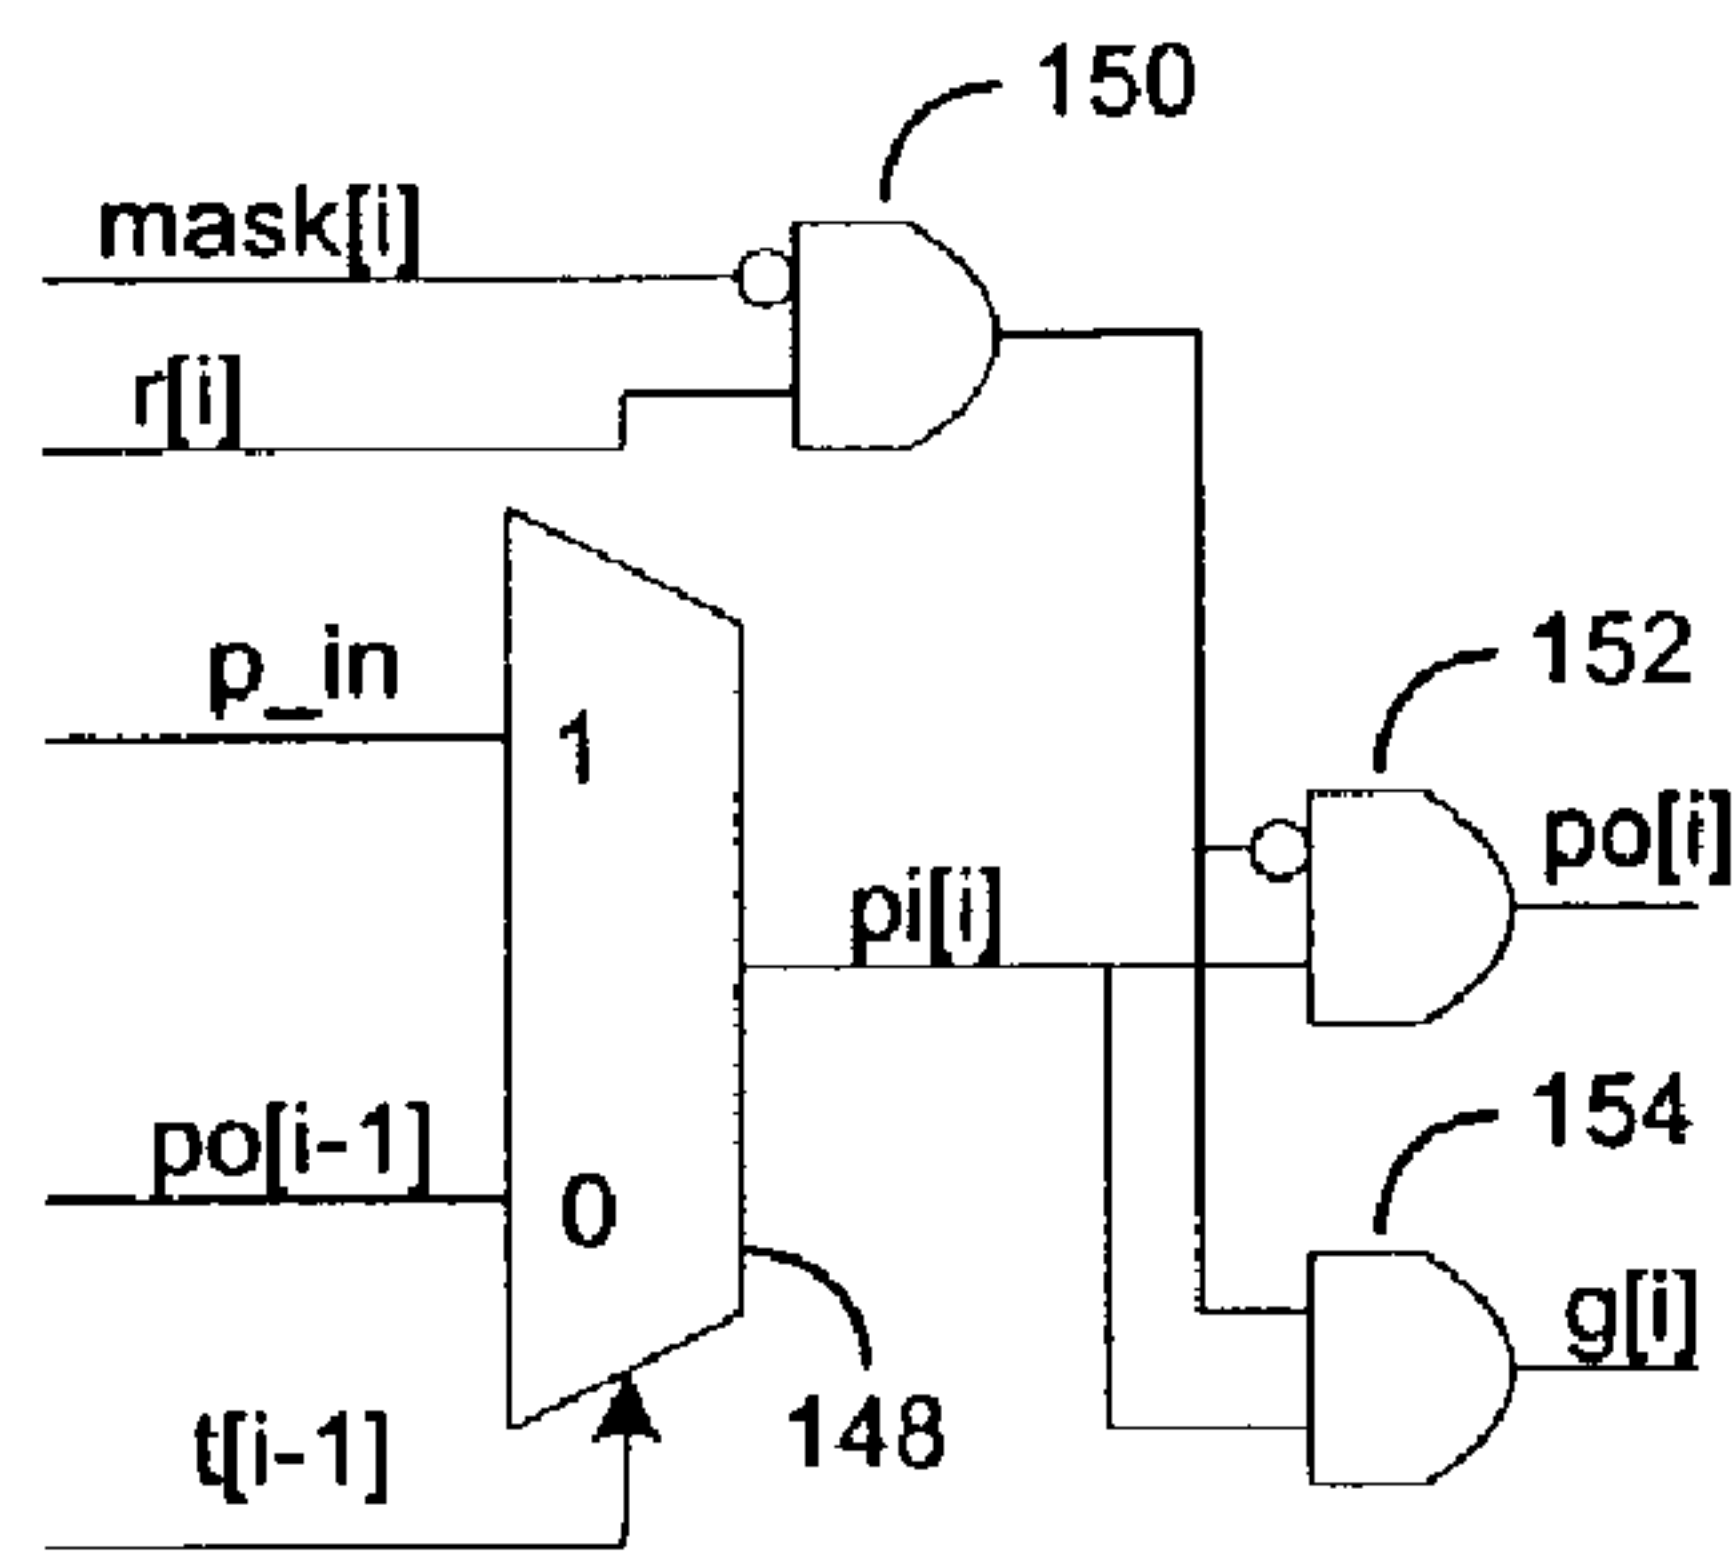 150
mask[i]
r[i]
p_in
1
152
po[i]
pi[i]
154
po[i-1]
0
g[i]
t[i-1]
148